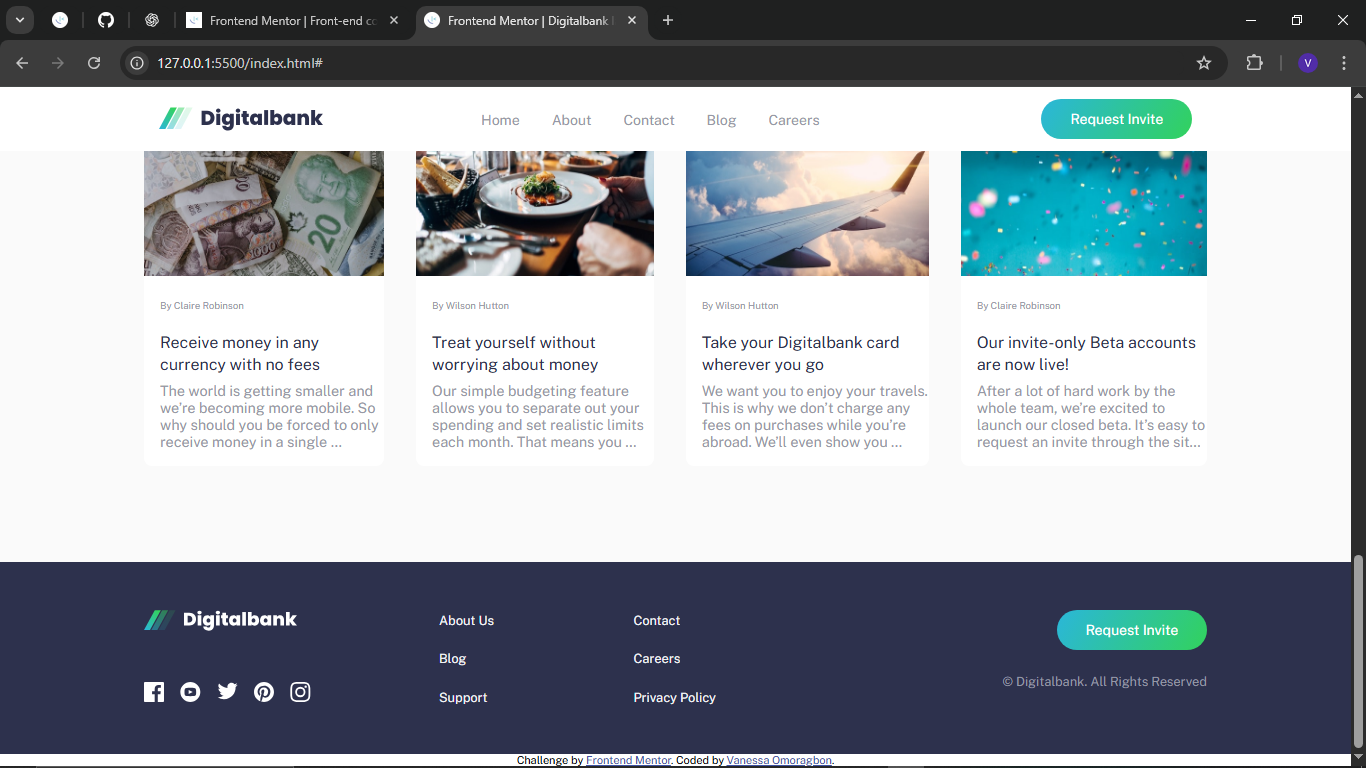 Frontend Mentor | Front-end co
Frontend Mentor | Digitalbank
127.0.0.1:5500/index.html#
V
Digitalbank
Home
About
Contact
Blog
Careers
Request Invite
20
1000
By Claire Robinson
Receive money in any
currency with no fees
The world is getting smaller and
we're becoming more mobile. So
why should you be forced to only
receive money in a single ...
By Wilson Hutton
Treat yourself without
worrying about money
Our simple budgeting feature
allows you to separate out your
spending and set realistic limits
each month. That means you ...
By Wilson Hutton
Take your Digitalbank card
wherever you go
We want you to enjoy your travels.
This is why we don't charge any
fees on purchases while you're
abroad. We'll even show you ...
By Claire Robinson
Our invite-only Beta accounts
are now live!
After a lot of hard work by the
whole team, we're excited to
launch our closed beta. It's easy to
request an invite through the sit...
Digitalbank
About Us
Blog
Support
Contact
Careers
Privacy Policy
Request Invite
© Digitalbank. All Rights Reserved
Challenge by Frontend Mentor. Coded by Vanessa Omoragbon.